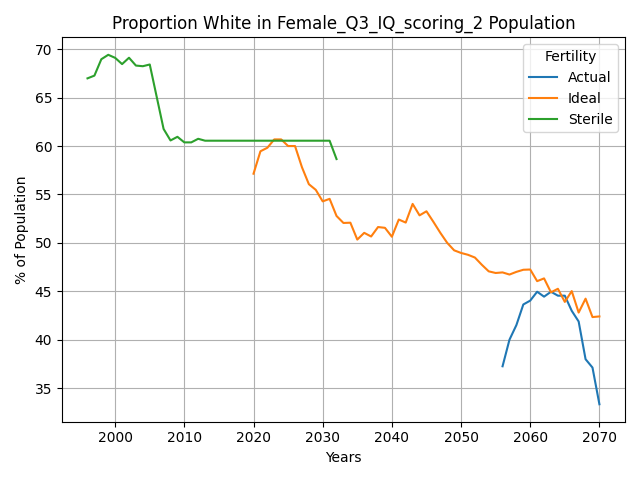 Proportion White in Female_Q3_IQ_scoring_2 Population
% of Population
70
65
60
55
50
45
40
35
Fertility
Actual
Ideal
Sterile
2000
2010
2020
2030
2040
2050
2060
2070
Years